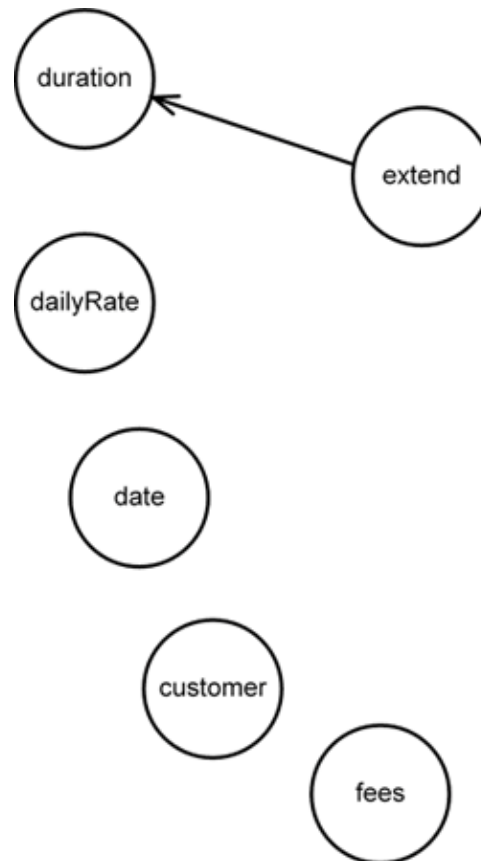 duration
extend
dailyRate
date
customer
fees